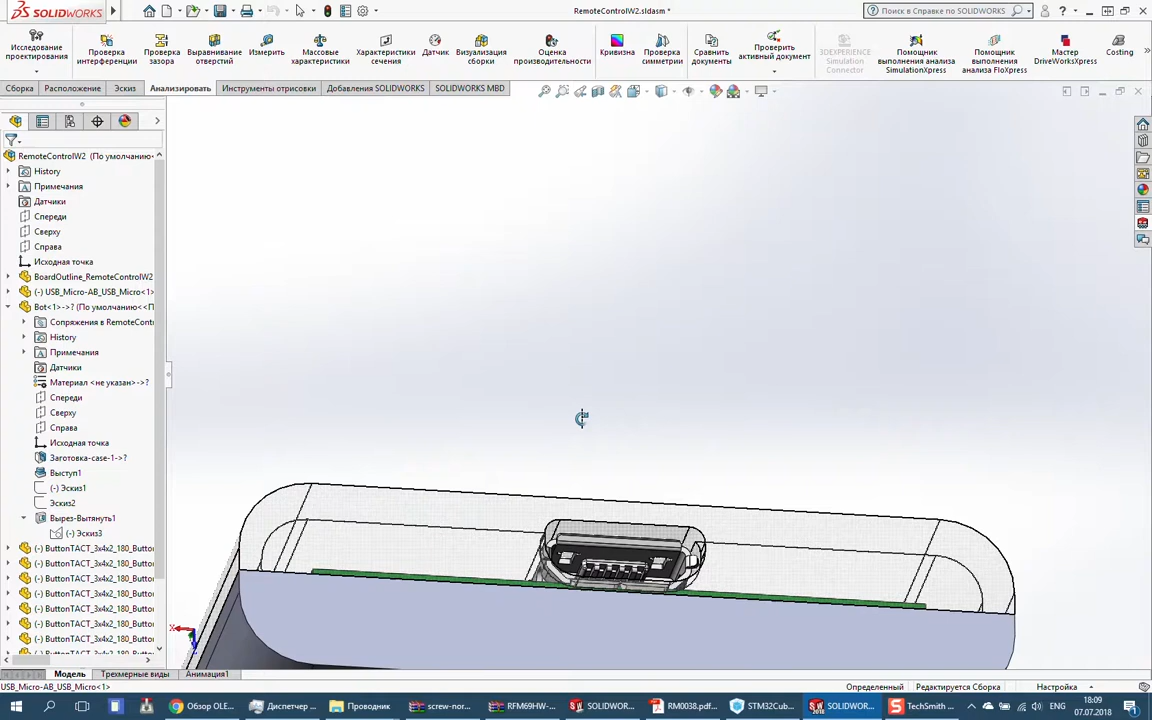 SOLIDWORKS
RemoteControlW2.sldasm *
Поиск в Справке по SOLIDWORKS
Исследование проектирования
Проверка интерференции
Проверка зазора
Выравнивание отверстий
Измерить
Массовые характеристики
Характеристики сечения
Датчик
Визуализация сборки
Оценка производительности
Кривизна
Проверка симметрии
Сравнить документы
Проверить активный документ
3DEXPERIENCE Simulation Connector
Помощник выполнения анализа SimulationXpress
Помощник выполнения анализа FloXpress
Мастер DriveWorksXpress
Costing
Сборка
Расположение
Эскиз
Анализировать
Инструменты отрисовки
Добавления SOLIDWORKS
SOLIDWORKS MBD
RemoteControlW2 (По умолчанию<
History
Примечания
Датчики
Спереди
Сверху
Справа
Исходная точка
BoardOutline_RemoteControlW2
(-) USB_Micro-AB_USB_Micro<1>
Bot<1>->? (По умолчанию<<П
Сопряжения в RemoteContr
History
Примечания
Датчики
Материал <не указан>->?
Спереди
Сверху
Справа
Исходная точка
Заготовка-case-1->?
Выступ1
(-) Эскиз1
Эскиз2
Вырез-Вытянуть1
(-) Эскиз3
(-) ButtonTACT_3x4x2_180_Button
(-) ButtonTACT_3x4x2_180_Button
(-) ButtonTACT_3x4x2_180_Button
(-) ButtonTACT_3x4x2_180_Button
(-) ButtonTACT_3x4x2_180_Button
(-) ButtonTACT_3x4x2_180_Button
(-) ButtonTACT_3x4x2_180_Button
X
Модель
Трехмерные виды
Анимация1
USB_Micro-AB_USB_Micro<1>
Определенный
Редактируется Сборка
Настройка
Обзор OLE...
Диспетчер ...
Проводник
screw-nor...
RFM69HW-...
SOLIDWOR...
RM0038.pdf...
STM32Cub...
SOLIDWOR...
TechSmith ...
18:09
07.07.2018